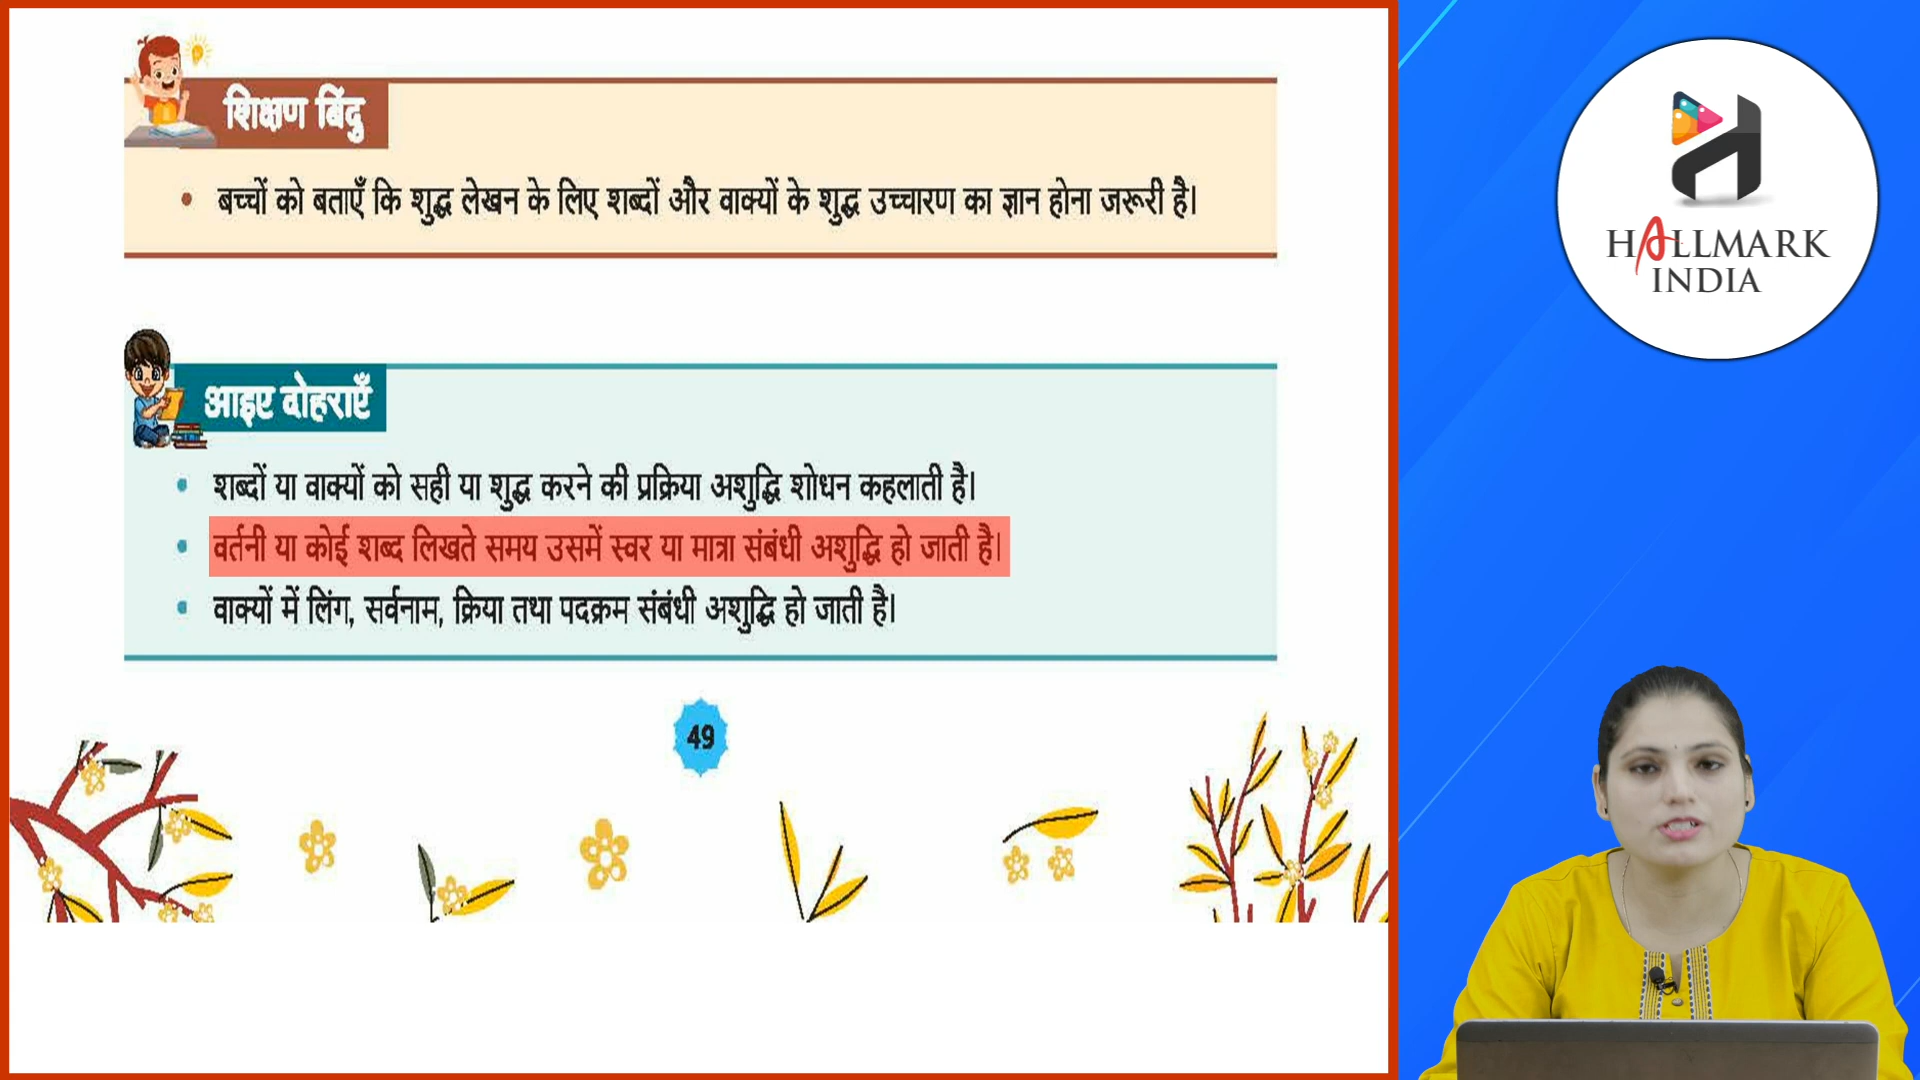 शिक्षण बिंदु
• बच्चों को बताएँ कि शुद्ध लेखन के लिए शब्दों और वाक्यों के शुद्ध उच्चारण का ज्ञान होना जरूरी है।
आइए दोहराएँ
• शब्दों या वाक्यों को सही या शुद्ध करने की प्रक्रिया अशुद्धि शोधन कहलाती है।
• वर्तनी या कोई शब्द लिखते समय उसमें स्वर या मात्रा संबंधी अशुद्धि हो जाती है।
• वाक्यों में लिंग, सर्वनाम, क्रिया तथा पदक्रम संबंधी अशुद्धि हो जाती है।
49
HALLMARK
INDIA